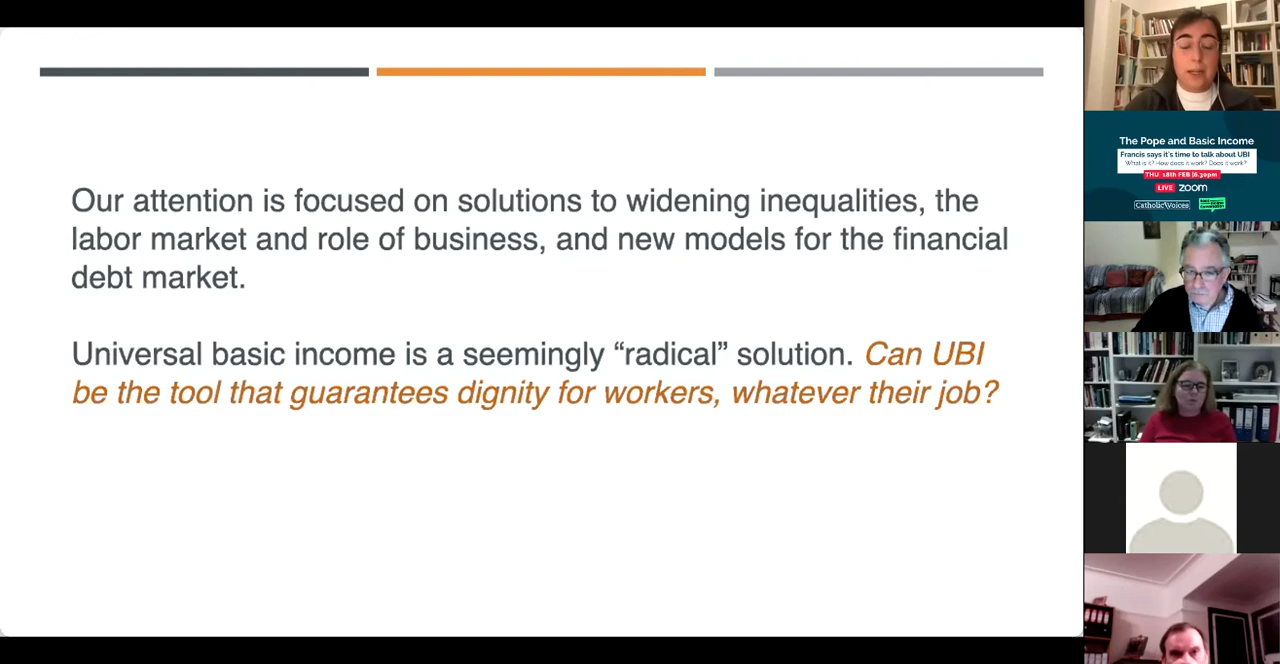 Our attention is focused on solutions to widening inequalities, the
labor market and role of business, and new models for the financial
debt market.
Universal basic income is a seemingly “radical” solution. Can UBI
be the tool that guarantees dignity for workers, whatever their job?
The Pope and Basic Income
Francis says it's time to talk about UBI
What is it? How does it work? Does it work?
THU 18th FEB |6.30pm
LIVE zoom
Catholic Voices